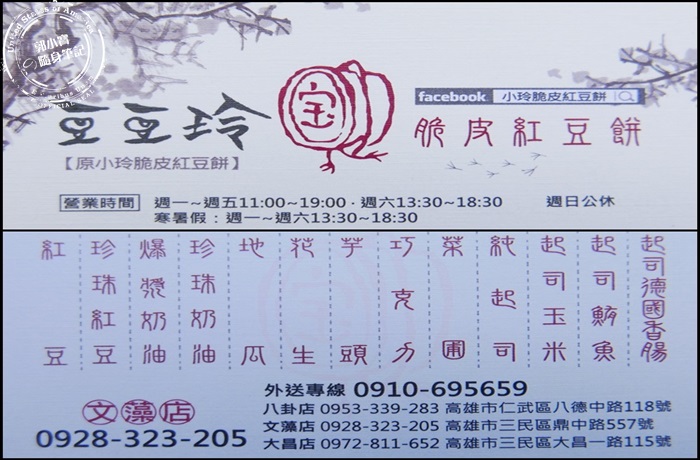 郭小寶
の
隨身筆記
豆豆玲
宝
facebook 小玲脆皮紅豆餅
脆皮紅豆餅
【原小玲脆皮紅豆餅】
營業時間 週一~週五11:00~19:00‧週六13:30~18:30 週日公休
寒暑假：週一~週六13:30~18:30
紅豆
珍珠紅豆
爆漿奶油
珍珠奶油
地瓜
花生
芋頭
巧克力
菜圃
純起司
起司玉米
起司鮪魚
起司德國香腸
外送專線 0910-695659
文藻店
0928-323-205
八卦店 0953-339-283 高雄市仁武區八德中路118號
文藻店 0928-323-205 高雄市三民區鼎中路557號
大昌店 0972-811-652 高雄市三民區大昌一路115號